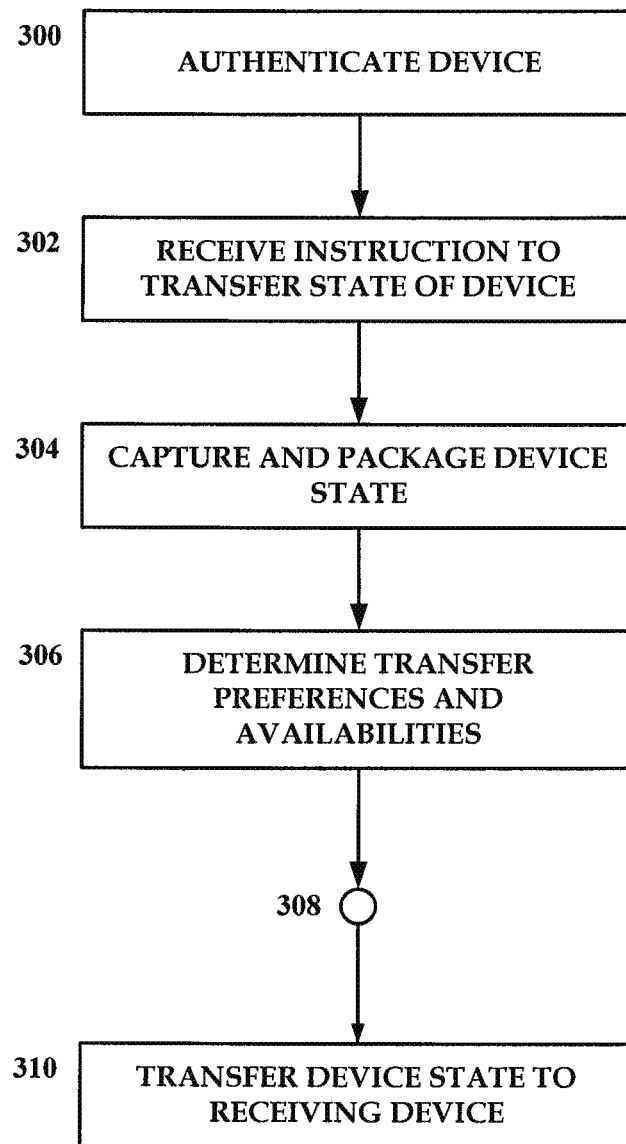 300
AUTHENTICATE DEVICE
302
RECEIVE INSTRUCTION TO
TRANSFER STATE OF DEVICE
304
CAPTURE AND PACKAGE DEVICE
STATE
306
DETERMINE TRANSFER
PREFERENCES AND
AVAILABILITIES
308
310
TRANSFER DEVICE STATE TO
RECEIVING DEVICE